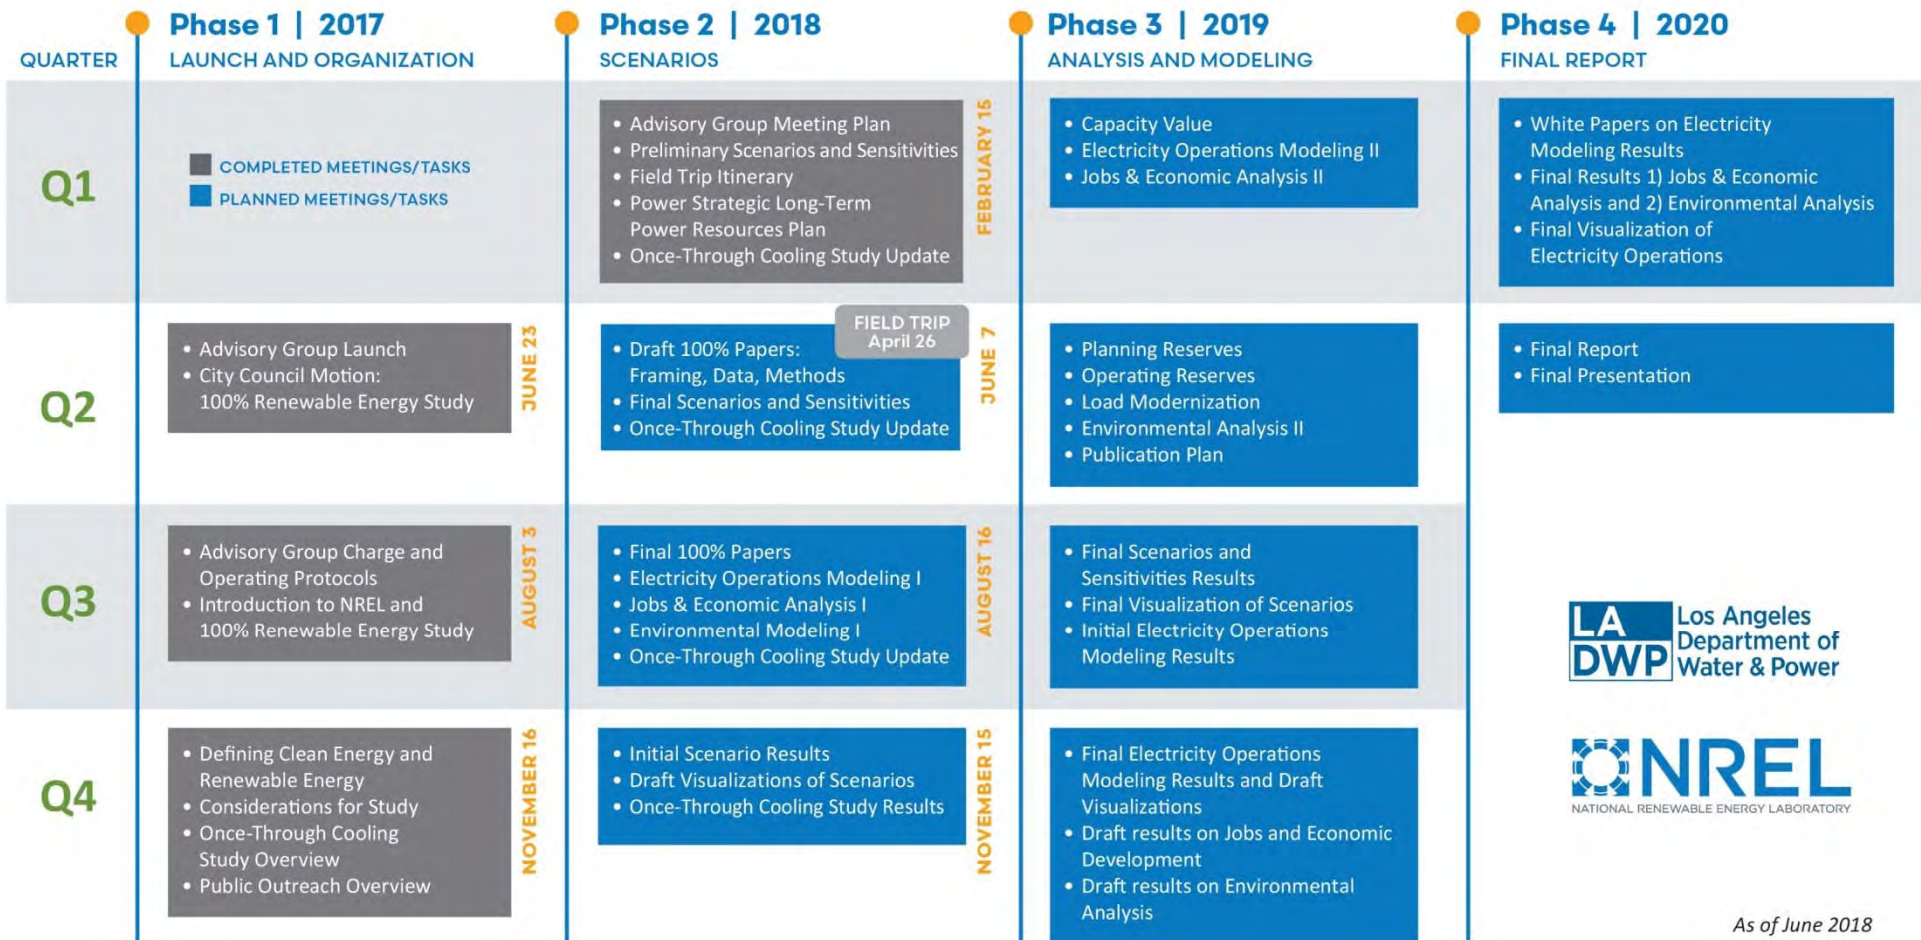 Phase 1 | 2017
Phase 2 | 2018
Phase 3 | 2019
Phase 4 | 2020
QUARTER
LAUNCH AND ORGANIZATION
SCENARIOS
ANALYSIS AND MODELING
FINAL REPORT
Q1
COMPLETED MEETINGS/TASKS
PLANNED MEETINGS/TASKS
• Advisory Group Meeting Plan
• Preliminary Scenarios and Sensitivities
• Field Trip Itinerary
• Power Strategic Long-Term
Power Resources Plan
• Once-Through Cooling Study Update
FEBRUARY 15
• Capacity Value
• Electricity Operations Modeling II
• Jobs & Economic Analysis II
• White Papers on Electricity
Modeling Results
• Final Results 1) Jobs & Economic
Analysis and 2) Environmental Analysis
• Final Visualization of
Electricity Operations
Q2
• Advisory Group Launch
• City Council Motion:
100% Renewable Energy Study
JUNE 23
FIELD TRIP
April 26
• Draft 100% Papers:
Framing, Data, Methods
• Final Scenarios and Sensitivities
• Once-Through Cooling Study Update
JUNE 7
• Planning Reserves
• Operating Reserves
• Load Modernization
• Environmental Analysis II
• Publication Plan
• Final Report
• Final Presentation
Q3
• Advisory Group Charge and
Operating Protocols
• Introduction to NREL and
100% Renewable Energy Study
AUGUST 3
• Final 100% Papers
• Electricity Operations Modeling I
• Jobs & Economic Analysis I
• Environmental Modeling I
• Once-Through Cooling Study Update
AUGUST 16
• Final Scenarios and
Sensitivities Results
• Final Visualization of Scenarios
• Initial Electricity Operations
Modeling Results
LA
DWP
Los Angeles
Department of
Water & Power
Q4
• Defining Clean Energy and
Renewable Energy
• Considerations for Study
• Once-Through Cooling
Study Overview
• Public Outreach Overview
NOVEMBER 16
• Initial Scenario Results
• Draft Visualizations of Scenarios
• Once-Through Cooling Study Results
NOVEMBER 15
• Final Electricity Operations
Modeling Results and Draft
Visualizations
• Draft results on Jobs and Economic
Development
• Draft results on Environmental
Analysis
NREL
NATIONAL RENEWABLE ENERGY LABORATORY
As of June 2018